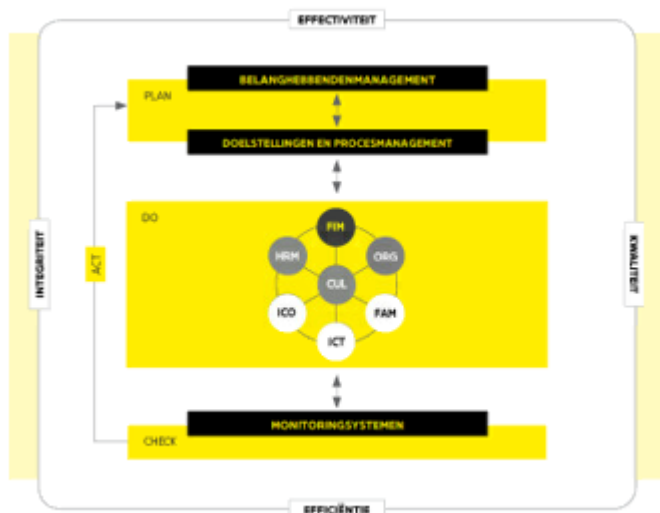 EFFECTIVITEIT
BELANGHEBBENDENMANAGEMENT
PLAN
DOELSTELLINGEN EN PROCESMANAGEMENT
DO
FIM
HRM
ORG
CUL
ICO
FAM
ICT
INTEGRITEIT
ACT
KWALITEIT
MONITORINGSYSTEMEN
CHECK
EFFICIËNTIE